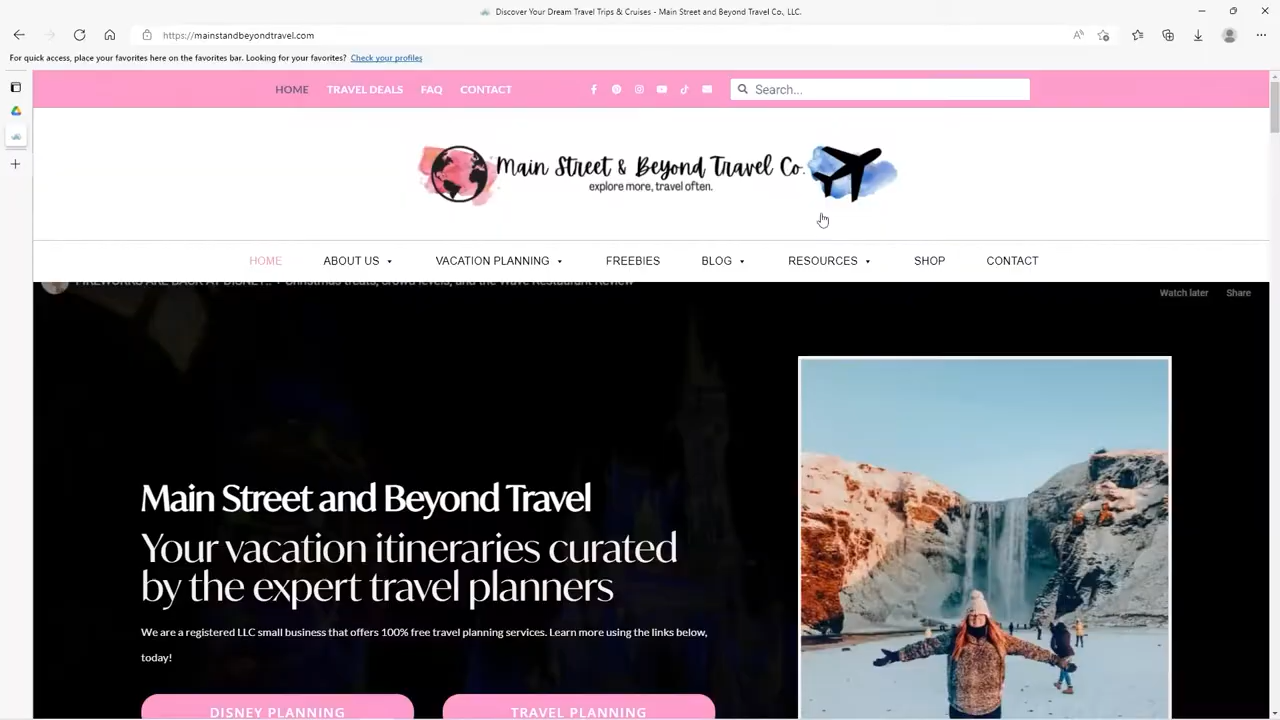 Discover Your Dream Travel Trips & Cruises - Main Street and Beyond Travel Co., LLC.
https://mainstandbeyondtravel.com
For quick access, place your favorites here on the favorites bar. Looking for your favorites? Check your profiles
HOME TRAVEL DEALS FAQ CONTACT Search...
Main Street & Beyond Travel Co.
explore more, travel often.
HOME ABOUT US VACATION PLANNING FREEBIES BLOG RESOURCES SHOP CONTACT
FIREWORKS ARE BACK AT DISNEY!! + Christmas treats, crowd levels, and the Wave Restaurant Review
Watch later Share
Main Street and Beyond Travel
Your vacation itineraries curated
by the expert travel planners
We are a registered LLC small business that offers 100% free travel planning services. Learn more using the links below,
today!
DISNEY PLANNING TRAVEL PLANNING